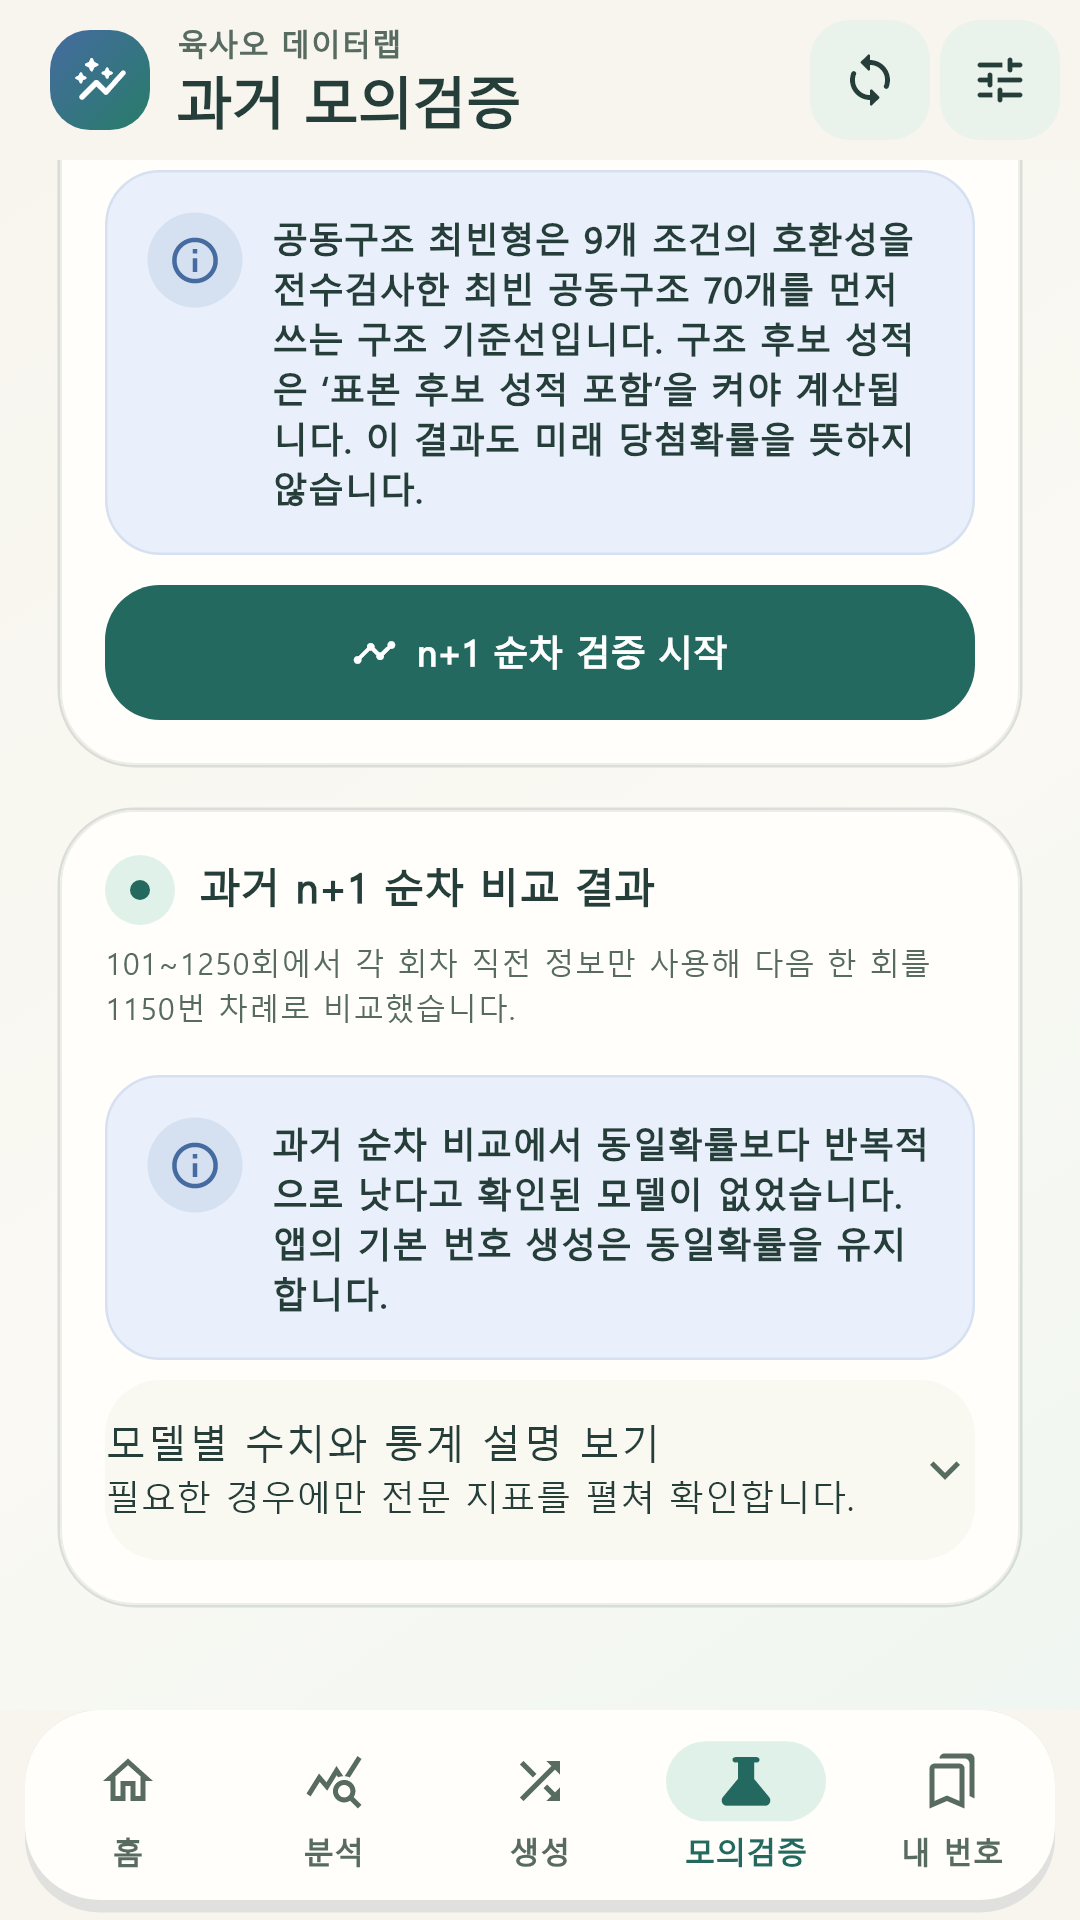 육사오 데이터랩
과거 모의검증
공동구조 최빈형은 9개 조건의 호환성을
전수검사한 최빈 공동구조 70개를 먼저
쓰는 구조 기준선입니다. 구조 후보 성적
은 ‘표본 후보 성적 포함’을 켜야 계산됩
니다. 이 결과도 미래 당첨확률을 뜻하지
않습니다.
n+1 순차 검증 시작
과거 n+1 순차 비교 결과
101~1250회에서 각 회차 직전 정보만 사용해 다음 한 회를
1150번 차례로 비교했습니다.
과거 순차 비교에서 동일확률보다 반복적
으로 낫다고 확인된 모델이 없었습니다.
앱의 기본 번호 생성은 동일확률을 유지
합니다.
모델별 수치와 통계 설명 보기
필요한 경우에만 전문 지표를 펼쳐 확인합니다.
홈
분석
생성
모의검증
내 번호